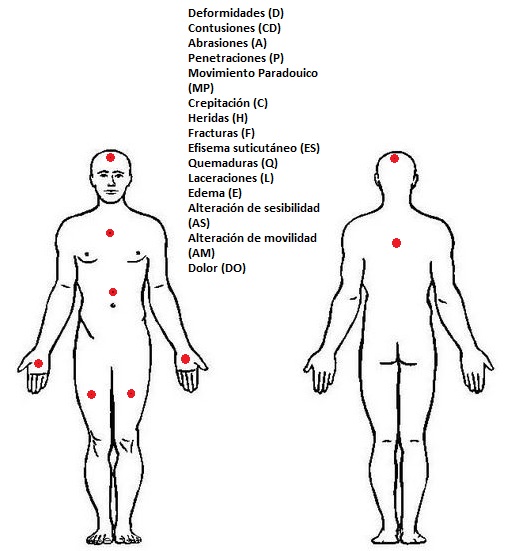 Deformidades (D)
Contusiones (CD)
Abrasiones (A)
Penetraciones (P)
Movimiento Paradouico
(MP)
Crepitación (C)
Heridas (H)
Fracturas (F)
Efisema suticutáneo (ES)
Quemaduras (Q)
Laceraciones (L)
Edema (E)
Alteración de sesibilidad
(AS)
Alteración de movilidad
(AM)
Dolor (DO)